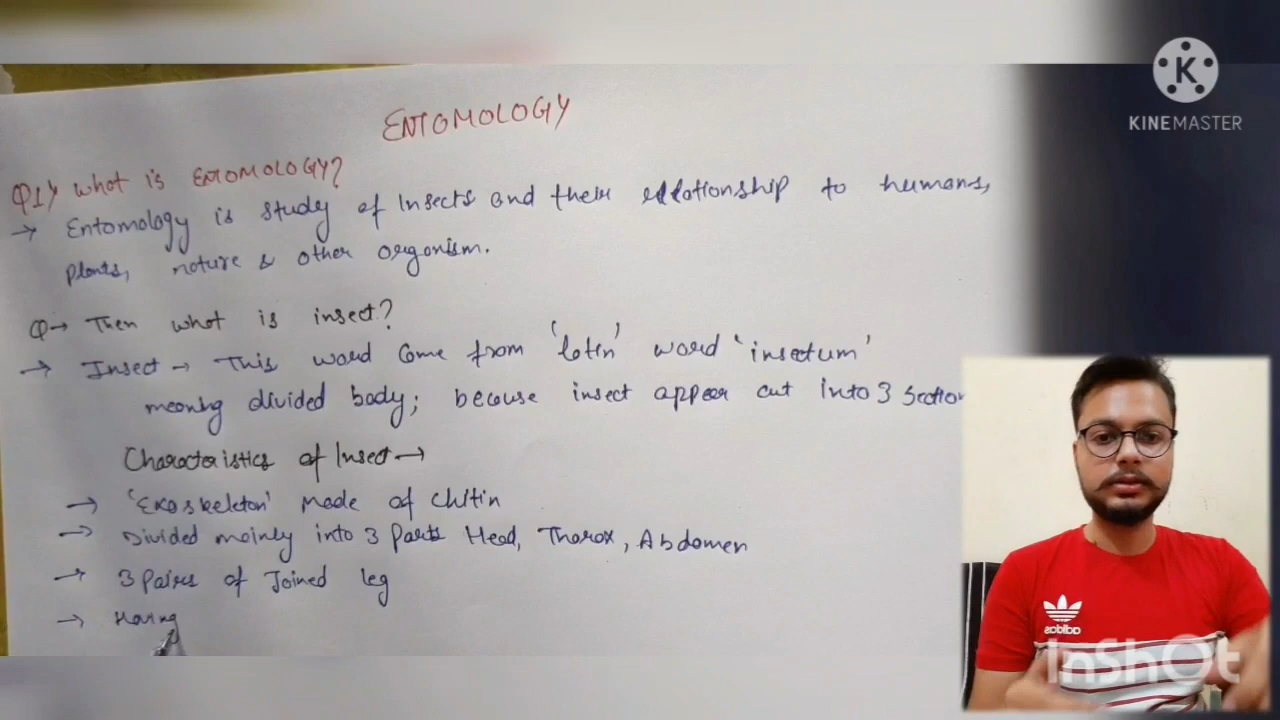 ENTOMOLOGY
Q1) What is ENTOMOLOGY?
→ Entomology is study of Insects and their relationship to humans,
plants, nature & other organism.
Q→ Then what is insect?
→ Insect → This word come from 'latin' word 'insectum'
meaning divided body; because insect appear cut into 3 Section
Characteristics of Insect →
→ 'Exoskeleton' Made of Chitin
→ Divided mainly into 3 Parts Head, Thorax, Abdomen
→ 3 Pairs of Joined leg
→ Having
KINEMASTER
adidas
InShOt